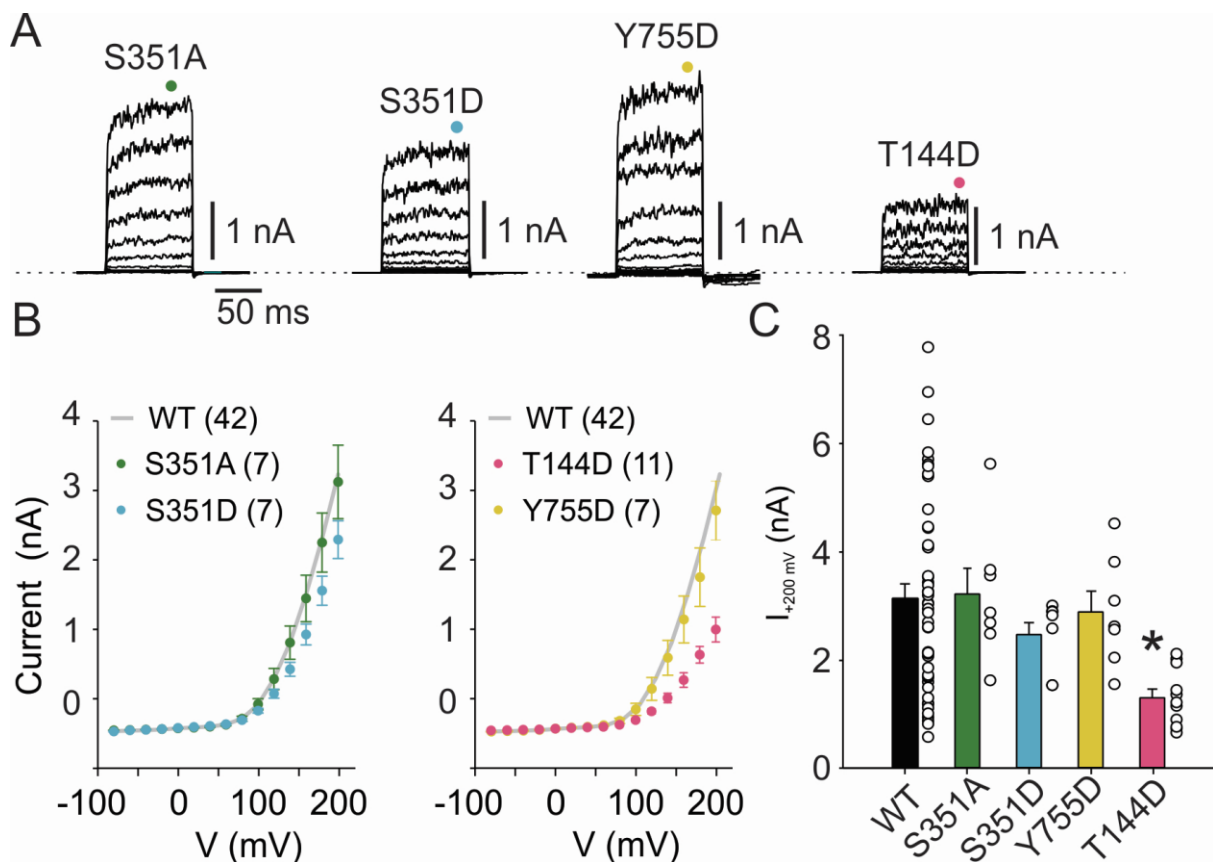 A
S351A
S351D
Y755D
T144D
1 nA
1 nA
1 nA
1 nA
50 ms
B
Current (nA)
4
3
2
1
0
WT (42)
S351A (7)
S351D (7)
-100 0 100 200
V (mV)
4
3
2
1
0
WT (42)
T144D (11)
Y755D (7)
-100 0 100 200
V (mV)
C
I+200 mV (nA)
8
6
4
2
0
*
WT
S351A
S351D
Y755D
T144D